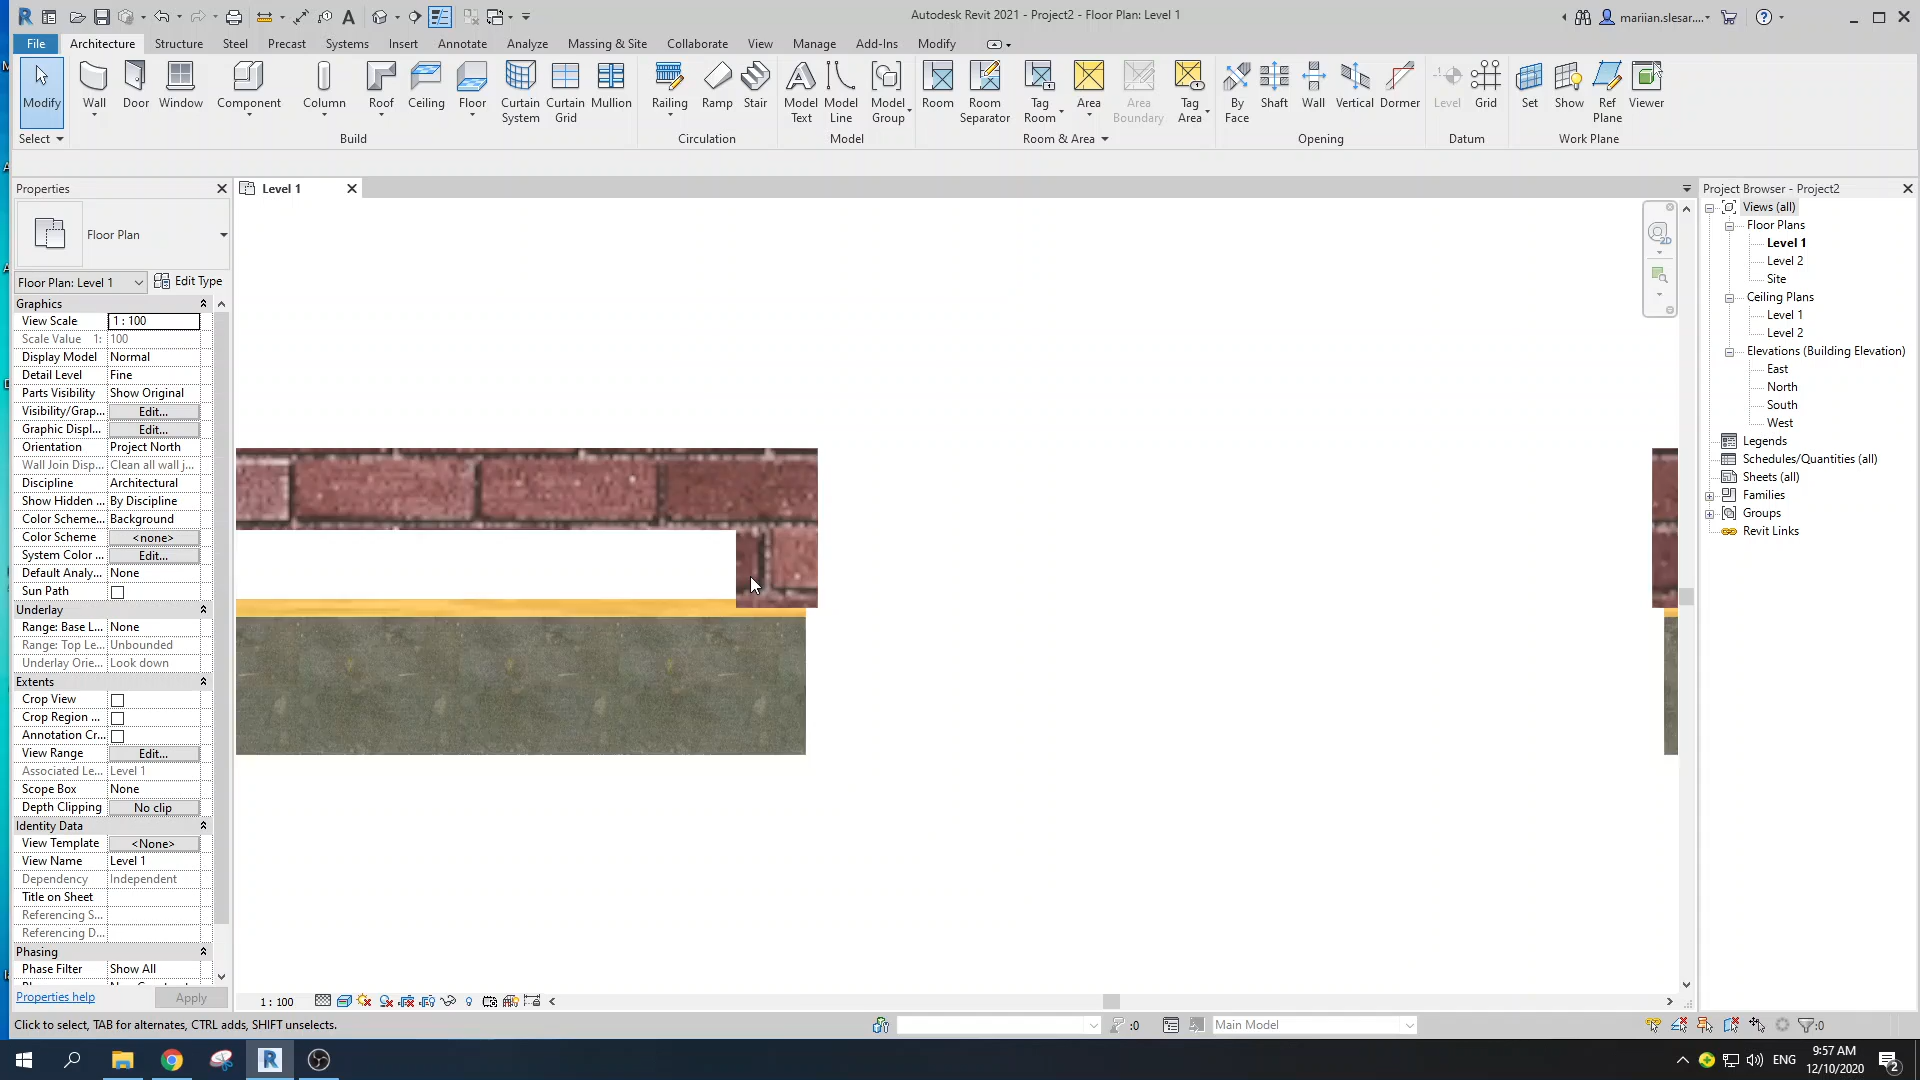 Autodesk Revit 2021 - Project2 - Floor Plan: Level 1
mariian.slesar....
File Architecture Structure Steel Precast Systems Insert Annotate Analyze Massing & Site Collaborate View Manage Add-Ins Modify
Modify Wall Door Window Component Column Roof Ceiling Floor Curtain System Curtain Grid Mullion Railing Ramp Stair Model Text Model Line Model Group Room Room Separator Tag Room Area Area Boundary Tag Area By Face Shaft Wall Vertical Dormer Level Grid Set Show Ref Plane Viewer
Select Build Circulation Model Room & Area Opening Datum Work Plane
Properties
Floor Plan
Floor Plan: Level 1 Edit Type
Graphics
View Scale 1 : 100
Scale Value 1: 100
Display Model Normal
Detail Level Fine
Parts Visibility Show Original
Visibility/Grap... Edit...
Graphic Displ... Edit...
Orientation Project North
Wall Join Disp... Clean all wall j...
Discipline Architectural
Show Hidden ... By Discipline
Color Scheme... Background
Color Scheme <none>
System Color ... Edit...
Default Analy... None
Sun Path
Underlay
Range: Base L... None
Range: Top Le... Unbounded
Underlay Orie... Look down
Extents
Crop View
Crop Region ...
Annotation Cr...
View Range Edit...
Associated Le... Level 1
Scope Box None
Depth Clipping No clip
Identity Data
View Template <None>
View Name Level 1
Dependency Independent
Title on Sheet
Referencing S...
Referencing D...
Phasing
Phase Filter Show All
Properties help Apply
Level 1
2D
1 : 100
Project Browser - Project2
Views (all)
Floor Plans
Level 1
Level 2
Site
Ceiling Plans
Level 1
Level 2
Elevations (Building Elevation)
East
North
South
West
Legends
Schedules/Quantities (all)
Sheets (all)
Families
Groups
Revit Links
Click to select, TAB for alternates, CTRL adds, SHIFT unselects.
:0
Main Model
:0
ENG
9:57 AM
12/10/2020
2